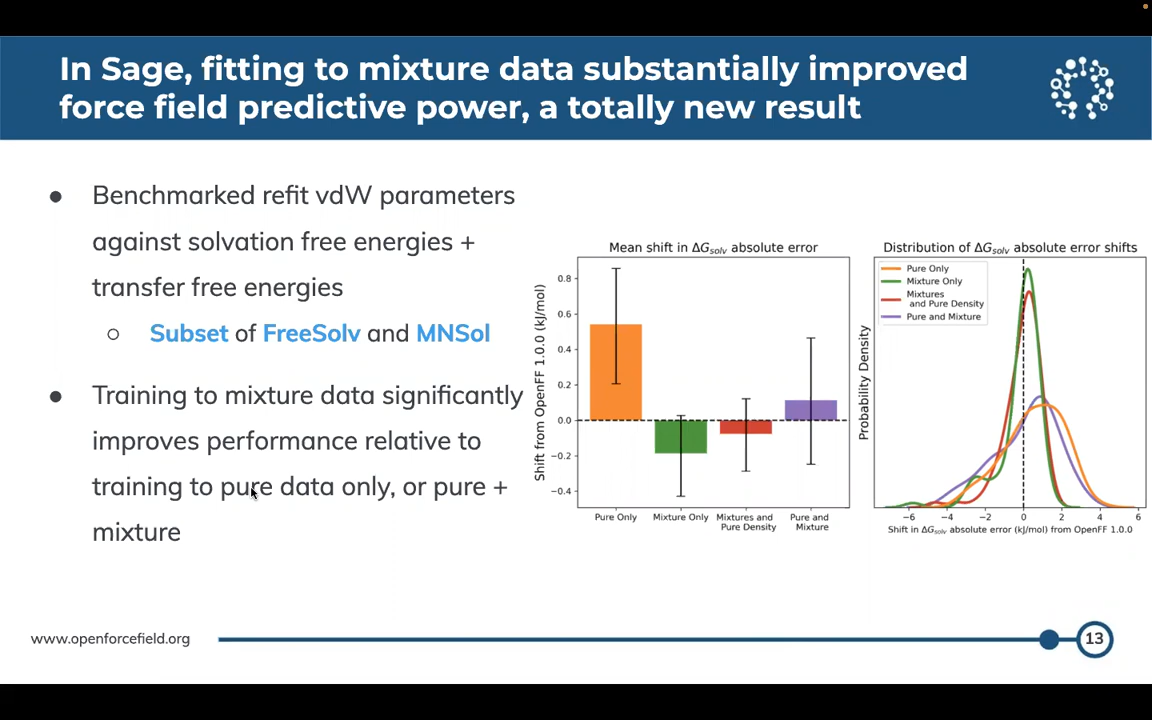 In Sage, fitting to mixture data substantially improved
force field predictive power, a totally new result
● Benchmarked refit vdW parameters
against solvation free energies +
transfer free energies
○ Subset of FreeSolv and MNSol
● Training to mixture data significantly
improves performance relative to
training to pure data only, or pure +
mixture
Mean shift in ΔGsolv absolute error
Shift from OpenFF 1.0.0 (kJ/mol)
0.8
0.6
0.4
0.2
0.0
−0.2
−0.4
Pure Only
Mixture Only
Mixtures and
Pure Density
Pure and
Mixture
Distribution of ΔGsolv absolute error shifts
Probability Density
Pure Only
Mixture Only
Mixtures
and Pure Density
Pure and Mixture
−6 −4 −2 0 2 4 6
Shift in ΔGsolv absolute error (kJ/mol) from OpenFF 1.0.0
www.openforcefield.org
13